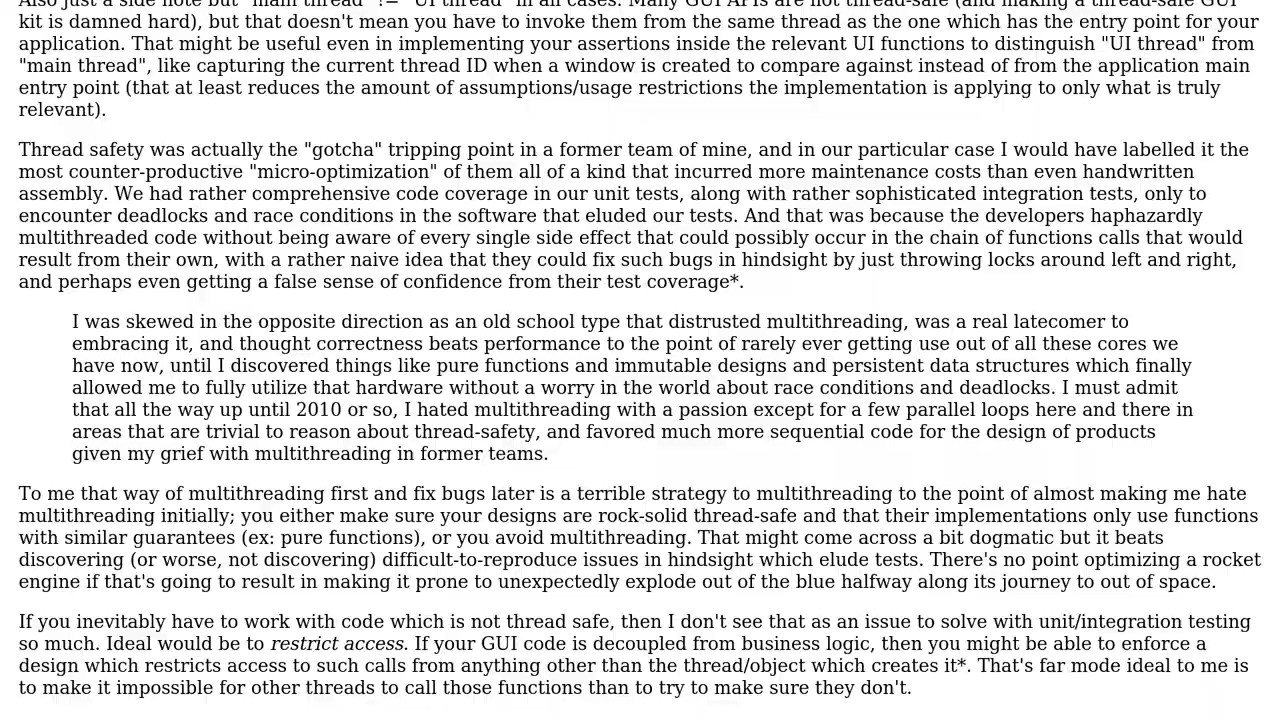 Also just a side note but "main thread" != "UI thread" in all cases. Many GUI APIs are not thread-safe (and making a thread-safe GUI
kit is damned hard), but that doesn't mean you have to invoke them from the same thread as the one which has the entry point for your
application. That might be useful even in implementing your assertions inside the relevant UI functions to distinguish "UI thread" from
"main thread", like capturing the current thread ID when a window is created to compare against instead of from the application main
entry point (that at least reduces the amount of assumptions/usage restrictions the implementation is applying to only what is truly
relevant).
Thread safety was actually the "gotcha" tripping point in a former team of mine, and in our particular case I would have labelled it the
most counter-productive "micro-optimization" of them all of a kind that incurred more maintenance costs than even handwritten
assembly. We had rather comprehensive code coverage in our unit tests, along with rather sophisticated integration tests, only to
encounter deadlocks and race conditions in the software that eluded our tests. And that was because the developers haphazardly
multithreaded code without being aware of every single side effect that could possibly occur in the chain of functions calls that would
result from their own, with a rather naive idea that they could fix such bugs in hindsight by just throwing locks around left and right,
and perhaps even getting a false sense of confidence from their test coverage*.
I was skewed in the opposite direction as an old school type that distrusted multithreading, was a real latecomer to
embracing it, and thought correctness beats performance to the point of rarely ever getting use out of all these cores we
have now, until I discovered things like pure functions and immutable designs and persistent data structures which finally
allowed me to fully utilize that hardware without a worry in the world about race conditions and deadlocks. I must admit
that all the way up until 2010 or so, I hated multithreading with a passion except for a few parallel loops here and there in
areas that are trivial to reason about thread-safety, and favored much more sequential code for the design of products
given my grief with multithreading in former teams.
To me that way of multithreading first and fix bugs later is a terrible strategy to multithreading to the point of almost making me hate
multithreading initially; you either make sure your designs are rock-solid thread-safe and that their implementations only use functions
with similar guarantees (ex: pure functions), or you avoid multithreading. That might come across a bit dogmatic but it beats
discovering (or worse, not discovering) difficult-to-reproduce issues in hindsight which elude tests. There's no point optimizing a rocket
engine if that's going to result in making it prone to unexpectedly explode out of the blue halfway along its journey to out of space.
If you inevitably have to work with code which is not thread safe, then I don't see that as an issue to solve with unit/integration testing
so much. Ideal would be to restrict access. If your GUI code is decoupled from business logic, then you might be able to enforce a
design which restricts access to such calls from anything other than the thread/object which creates it*. That's far mode ideal to me is
to make it impossible for other threads to call those functions than to try to make sure they don't.